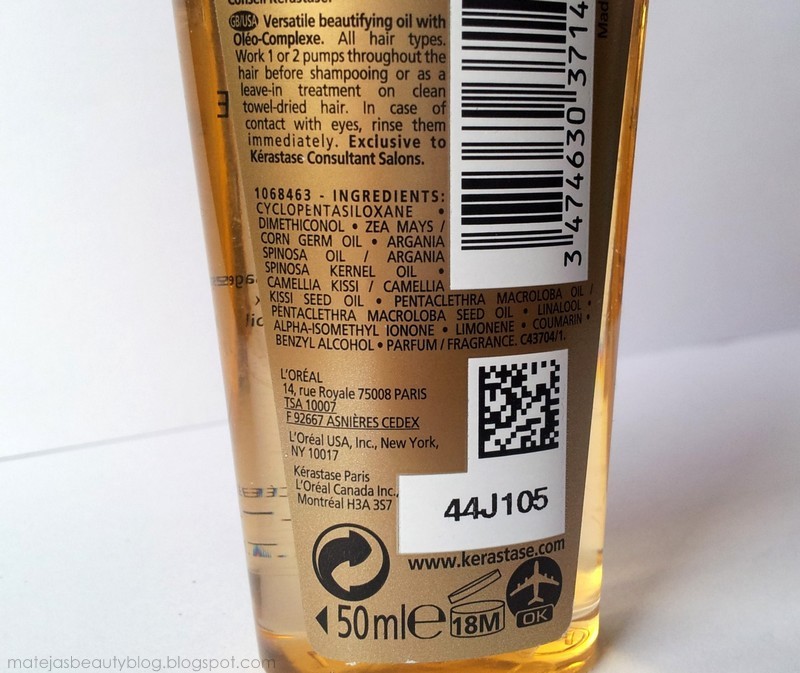 Conseil Kérastase.
GB/USA Versatile beautifying oil with
Oléo-Complexe. All hair types.
Work 1 or 2 pumps throughout the
hair before shampooing or as a
leave-in treatment on clean
towel-dried hair. In case of
contact with eyes, rinse them
immediately. Exclusive to
Kérastase Consultant Salons.
1068463 - INGREDIENTS:
CYCLOPENTASILOXANE •
DIMETHICONOL • ZEA MAYS /
CORN GERM OIL • ARGANIA
SPINOSA OIL / ARGANIA
SPINOSA KERNEL OIL •
CAMELLIA KISSI / CAMELLIA
KISSI SEED OIL • PENTACLETHRA MACROLOBA OIL /
PENTACLETHRA MACROLOBA SEED OIL • LINALOOL •
ALPHA-ISOMETHYL IONONE • LIMONENE • COUMARIN •
BENZYL ALCOHOL • PARFUM / FRAGRANCE. C43704/1.
3 474630 3714
Mad
L'ORÉAL
14, rue Royale 75008 PARIS
TSA 10007
F 92667 ASNIÈRES CEDEX
L'Oréal USA, Inc., New York,
NY 10017
Kérastase Paris
L'Oréal Canada Inc.,
Montréal H3A 3S7
44J105
www.kerastase.com
50 ml e
18M
OK
matejasbeautyblog.blogspot.com